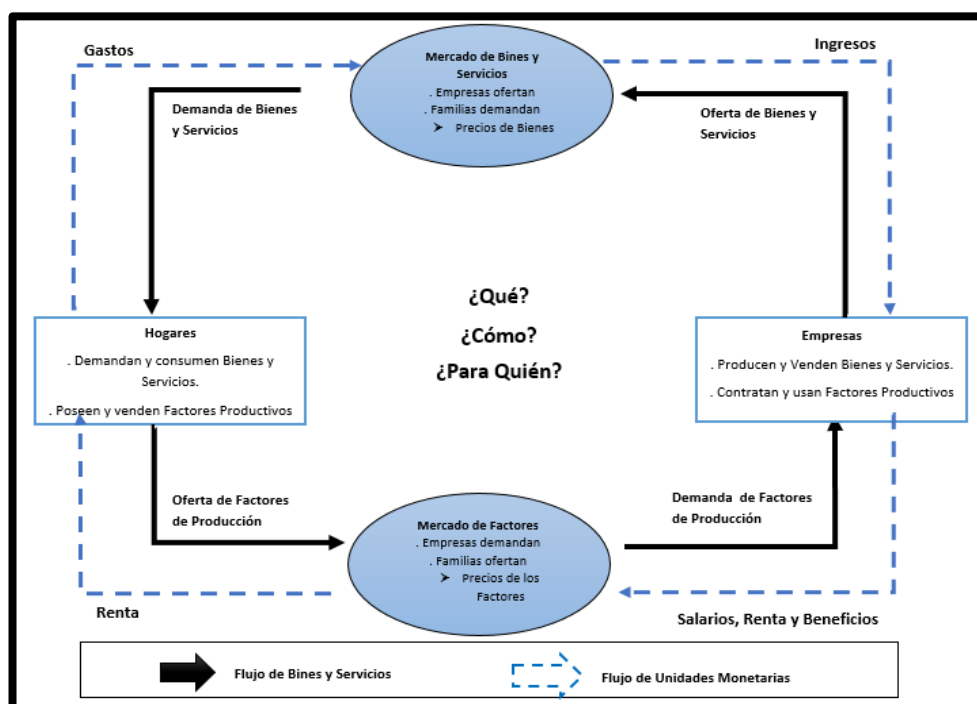 Gastos
Ingresos
Mercado de Bines y
Servicios
. Empresas ofertan
. Familias demandan
➤ Precios de Bienes
Demanda de Bienes
y Servicios
Oferta de Bienes y
Servicios
¿Qué?
¿Cómo?
¿Para Quién?
Hogares
. Demandan y consumen Bienes y
Servicios.
. Poseen y venden Factores Productivos
Empresas
. Producen y Venden Bienes y Servicios.
. Contratan y usan Factores Productivos
Oferta de Factores
de Producción
Mercado de Factores
. Empresas demandan
. Familias ofertan
➤ Precios de los
Factores
Demanda de Factores
de Producción
Renta
Salarios, Renta y Beneficios
Flujo de Bines y Servicios
Flujo de Unidades Monetarias